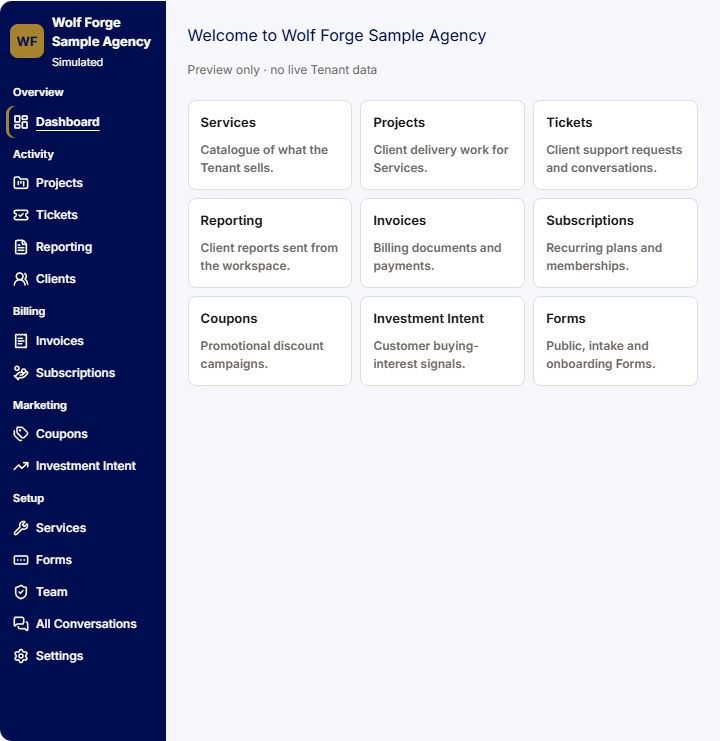 WF
Wolf Forge
Sample Agency
Simulated
Overview
Dashboard
Activity
Projects
Tickets
Reporting
Clients
Billing
Invoices
Subscriptions
Marketing
Coupons
Investment Intent
Setup
Services
Forms
Team
All Conversations
Settings
Welcome to Wolf Forge Sample Agency
Preview only · no live Tenant data
Services
Catalogue of what the
Tenant sells.
Projects
Client delivery work for
Services.
Tickets
Client support requests
and conversations.
Reporting
Client reports sent from
the workspace.
Invoices
Billing documents and
payments.
Subscriptions
Recurring plans and
memberships.
Coupons
Promotional discount
campaigns.
Investment Intent
Customer buying-
interest signals.
Forms
Public, intake and
onboarding Forms.